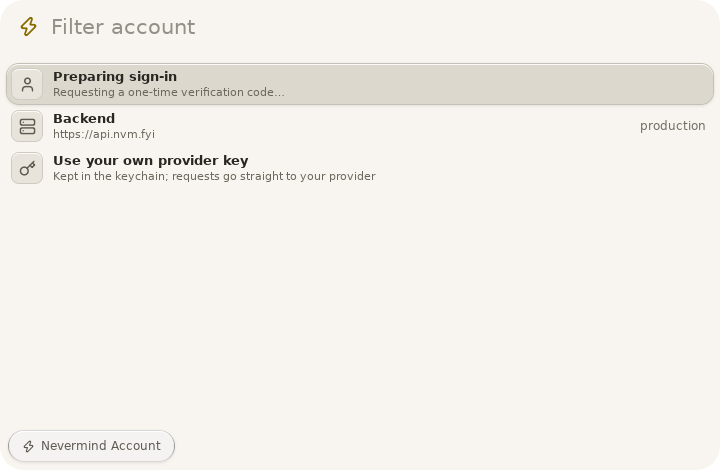 Filter account
Preparing sign-in
Requesting a one-time verification code...
Backend
https://api.nvm.fyi
production
Use your own provider key
Kept in the keychain; requests go straight to your provider
Nevermind Account